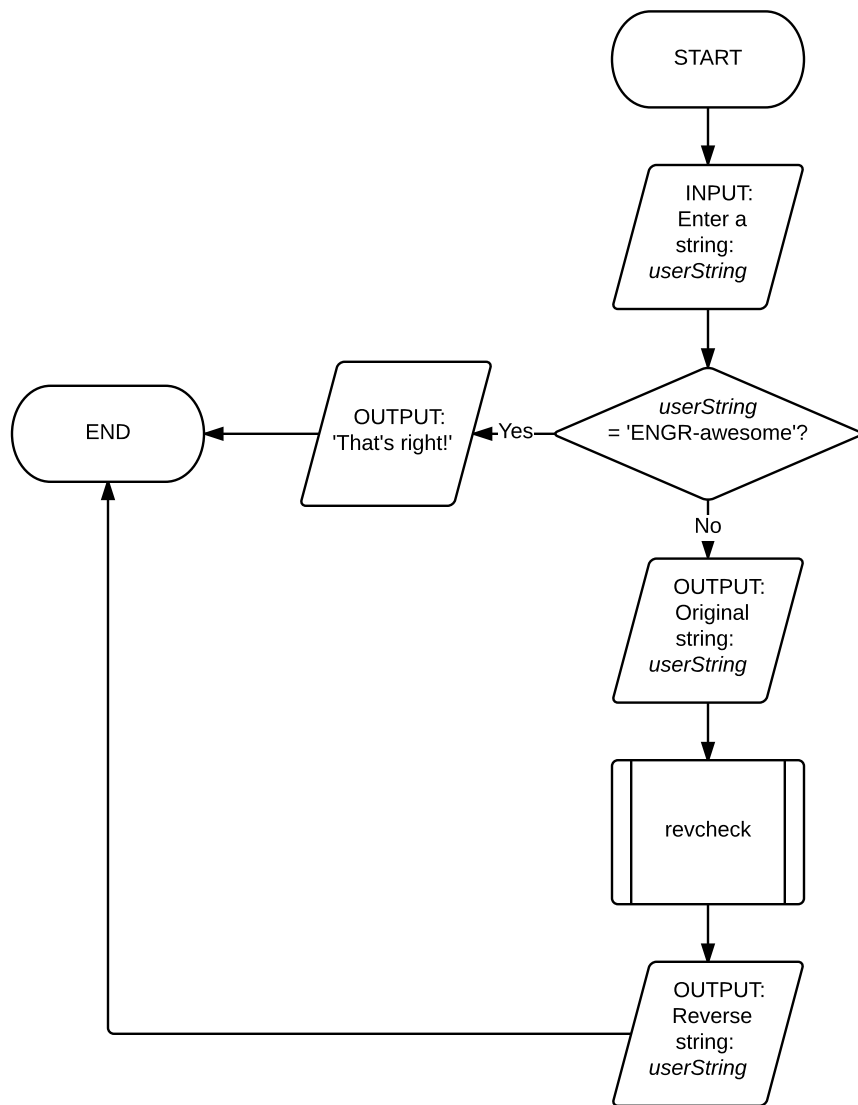 START
INPUT:
Enter a
string:
userString
userString
= 'ENGR-awesome'?
Yes
OUTPUT:
'That's right!'
END
No
OUTPUT:
Original
string:
userString
revcheck
OUTPUT:
Reverse
string:
userString